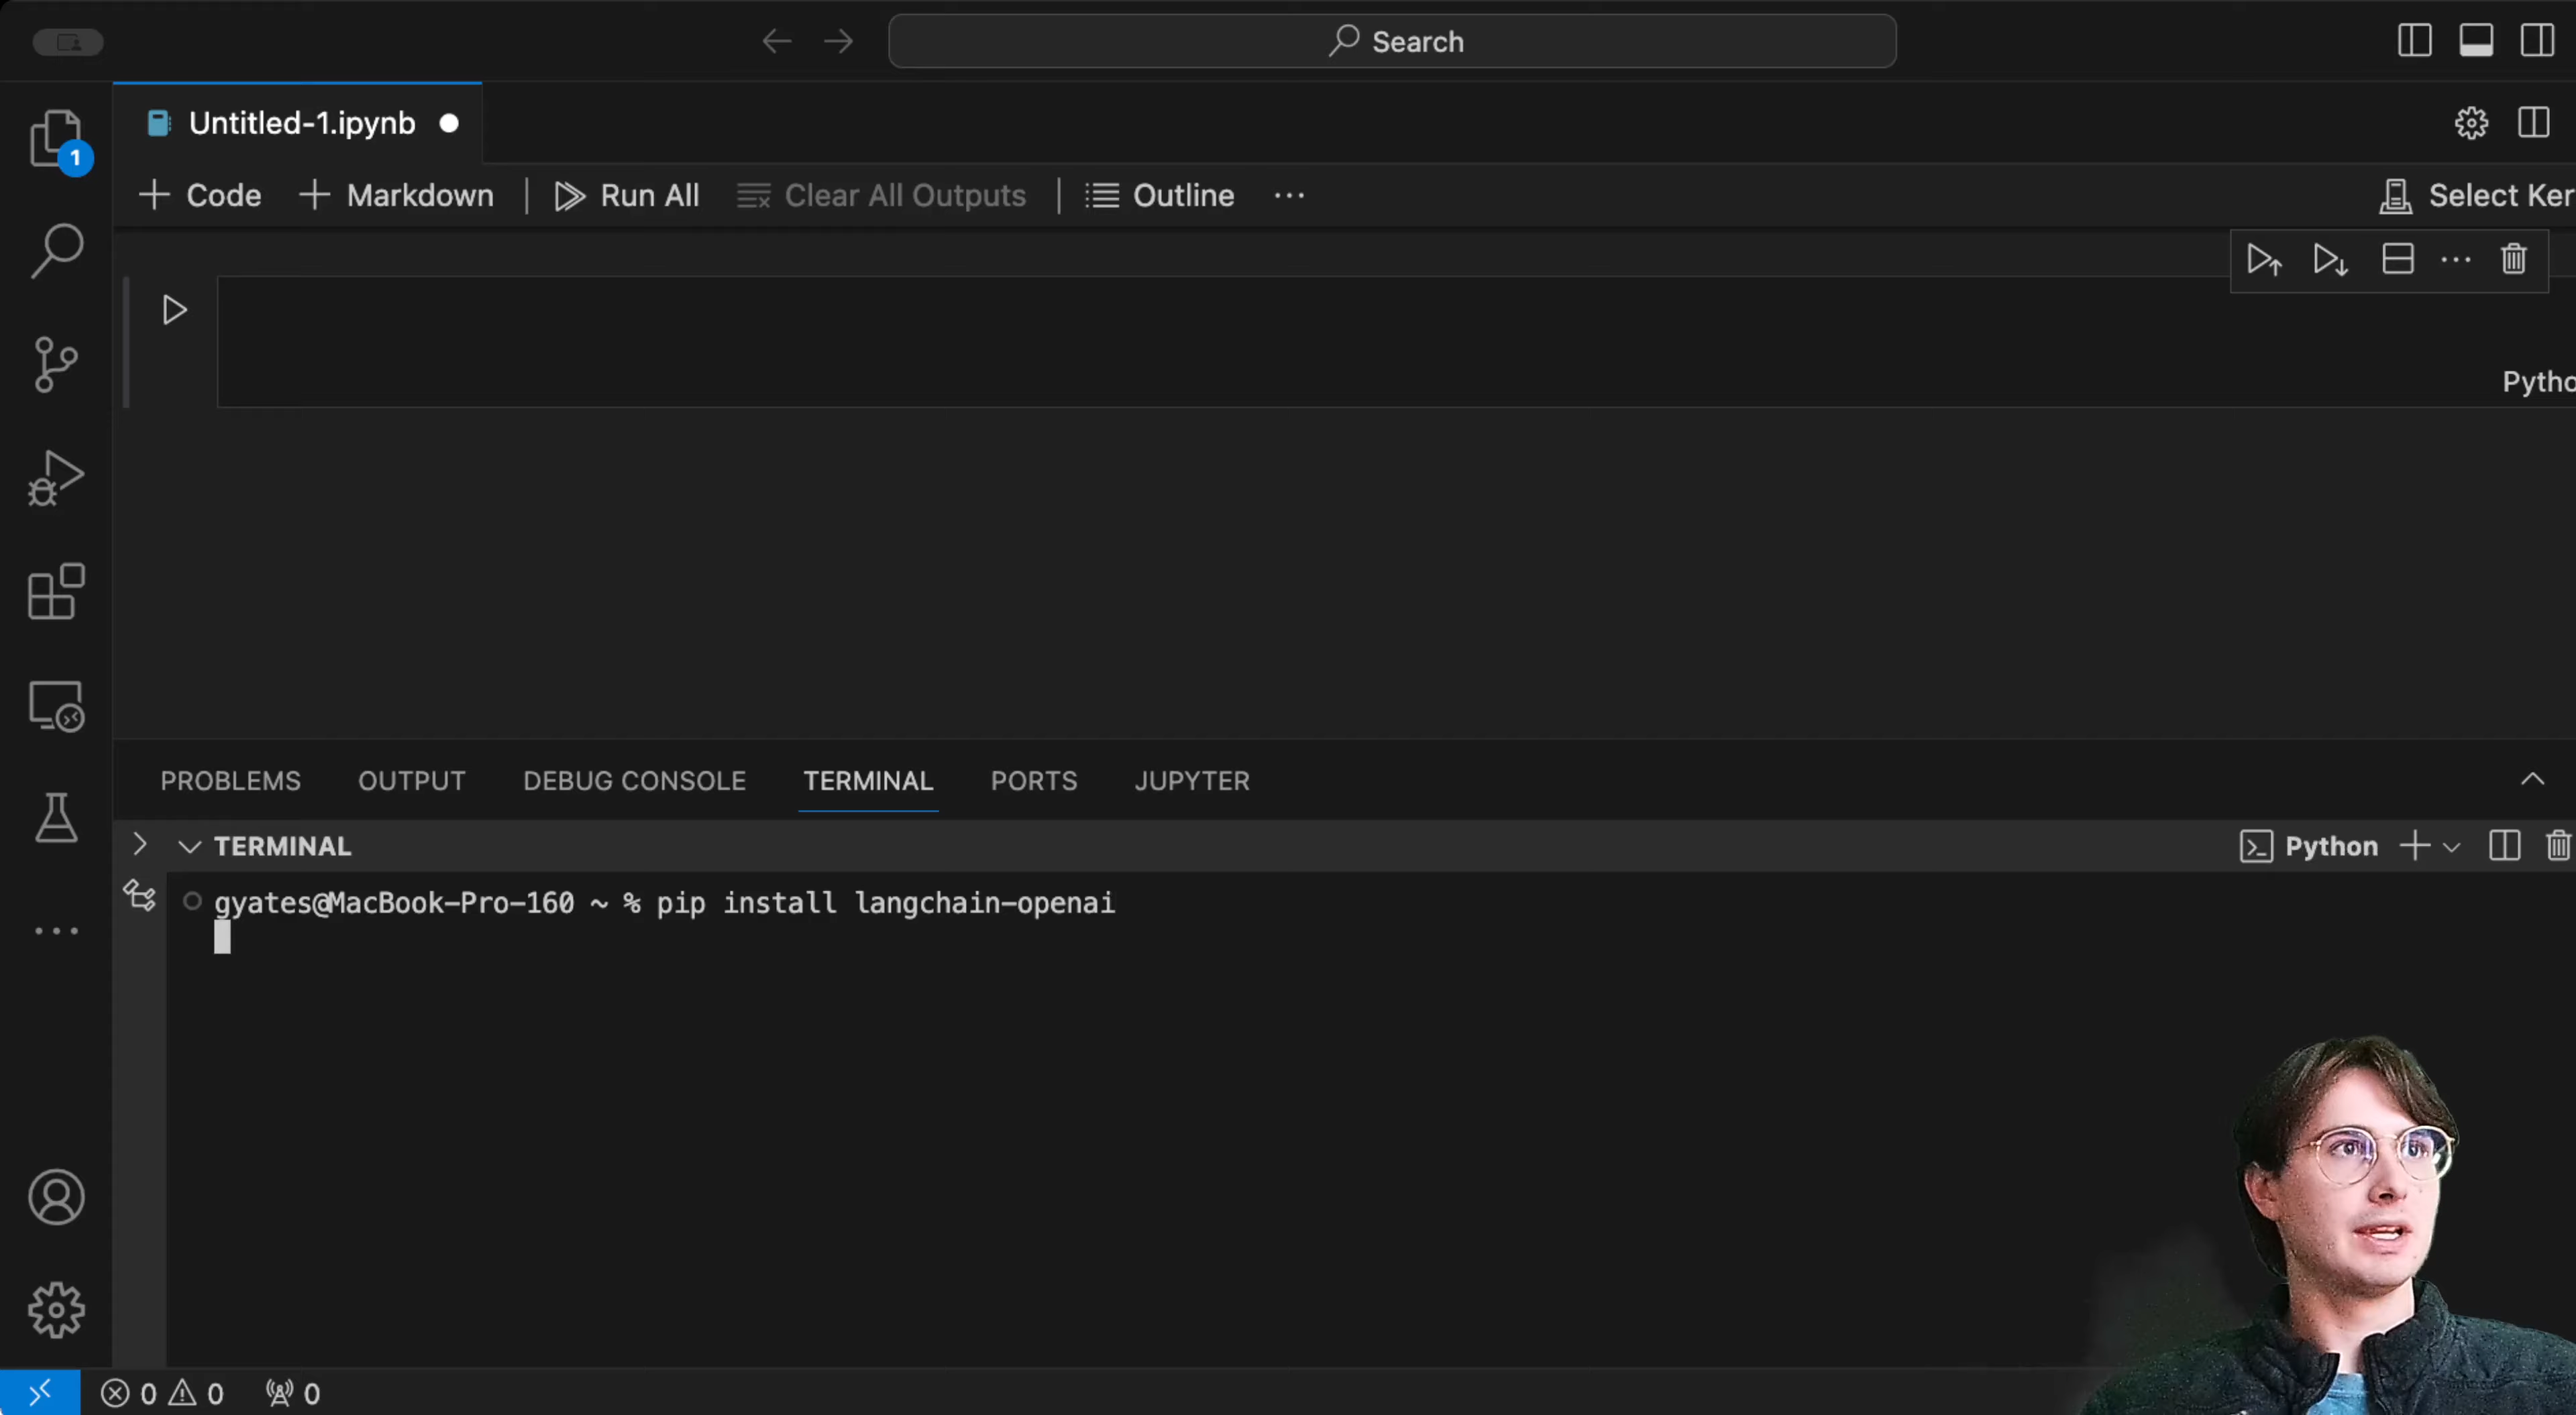 Search
Untitled-1.ipynb
1
Code Markdown Run All Clear All Outputs Outline ... Select Ker
Pytho
PROBLEMS OUTPUT DEBUG CONSOLE TERMINAL PORTS JUPYTER
TERMINAL Python
gyates@MacBook-Pro-160 ~ % pip install langchain-openai
0 0 0